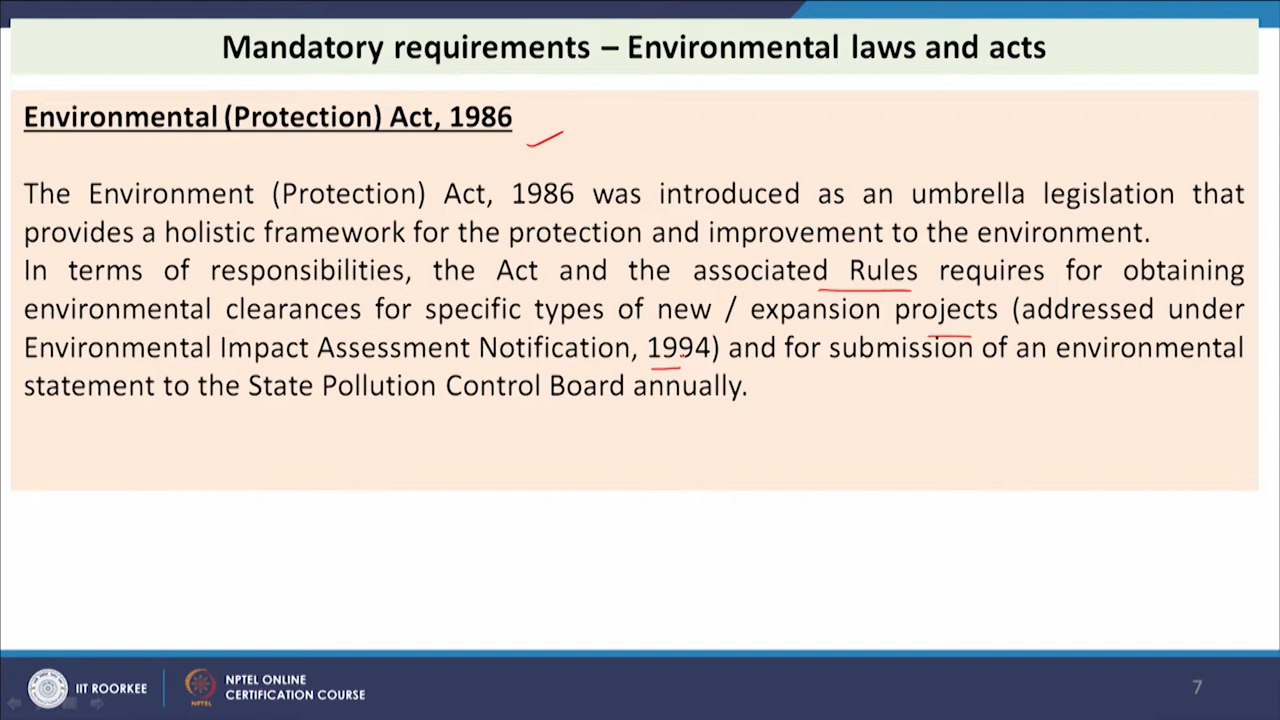 Mandatory requirements – Environmental laws and acts
Environmental (Protection) Act, 1986
The Environment (Protection) Act, 1986 was introduced as an umbrella legislation that
provides a holistic framework for the protection and improvement to the environment.
In terms of responsibilities, the Act and the associated Rules requires for obtaining
environmental clearances for specific types of new / expansion projects (addressed under
Environmental Impact Assessment Notification, 1994) and for submission of an environmental
statement to the State Pollution Control Board annually.
IIT ROORKEE
NPTEL ONLINE
CERTIFICATION COURSE
NPTEL
7